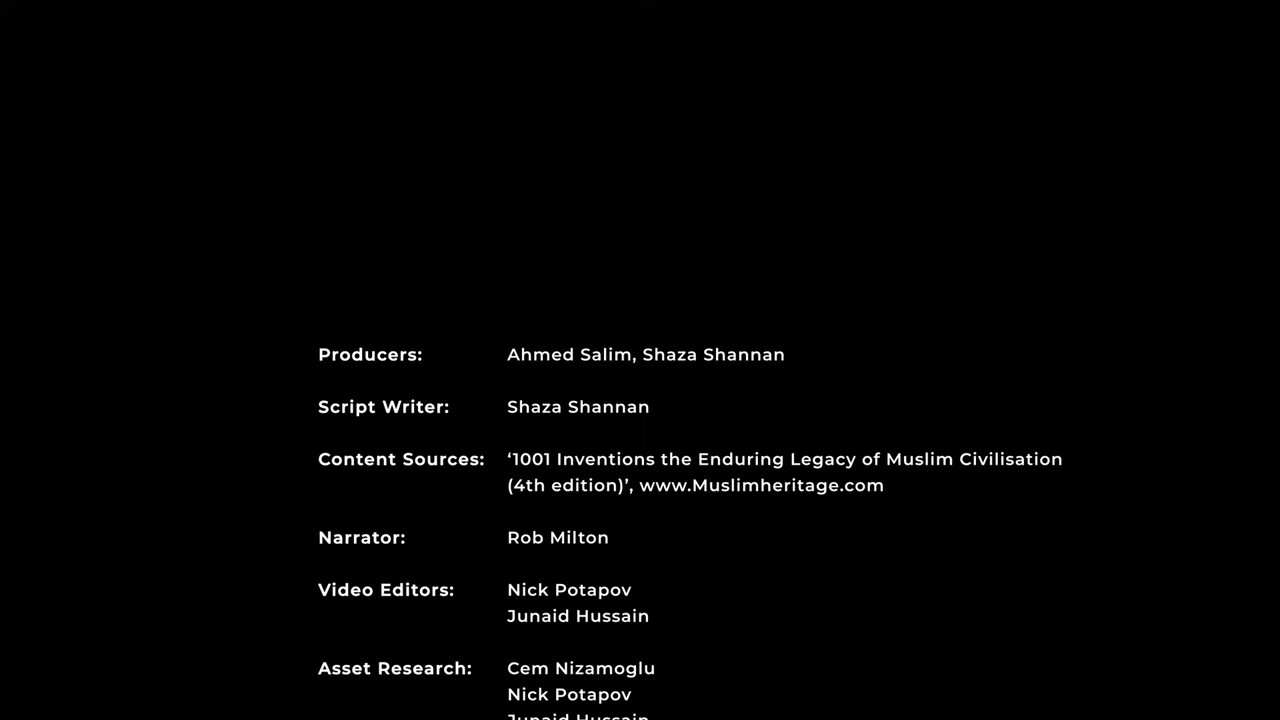 Producers: Ahmed Salim, Shaza Shannan
Script Writer: Shaza Shannan
Content Sources: ‘1001 Inventions the Enduring Legacy of Muslim Civilisation
(4th edition)’, www.Muslimheritage.com
Narrator: Rob Milton
Video Editors: Nick Potapov
Junaid Hussain
Asset Research: Cem Nizamoglu
Nick Potapov
Junaid Hussain